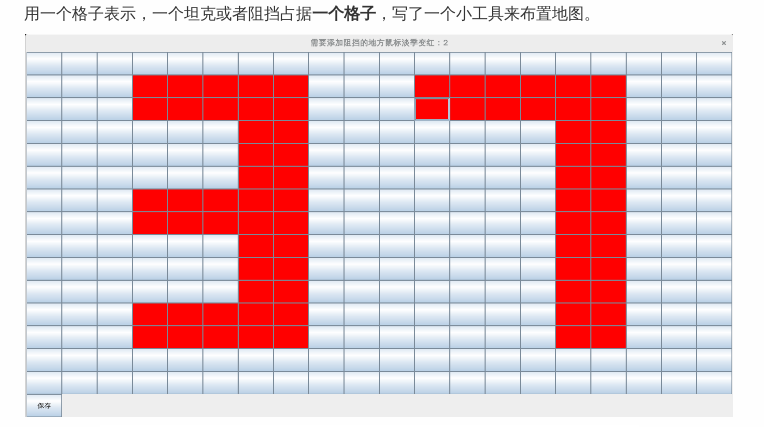 用一个格子表示，一个坦克或者阻挡占据一个格子，写了一个小工具来布置地图。
需要添加阻挡的地方鼠标淡季变红：2
保存